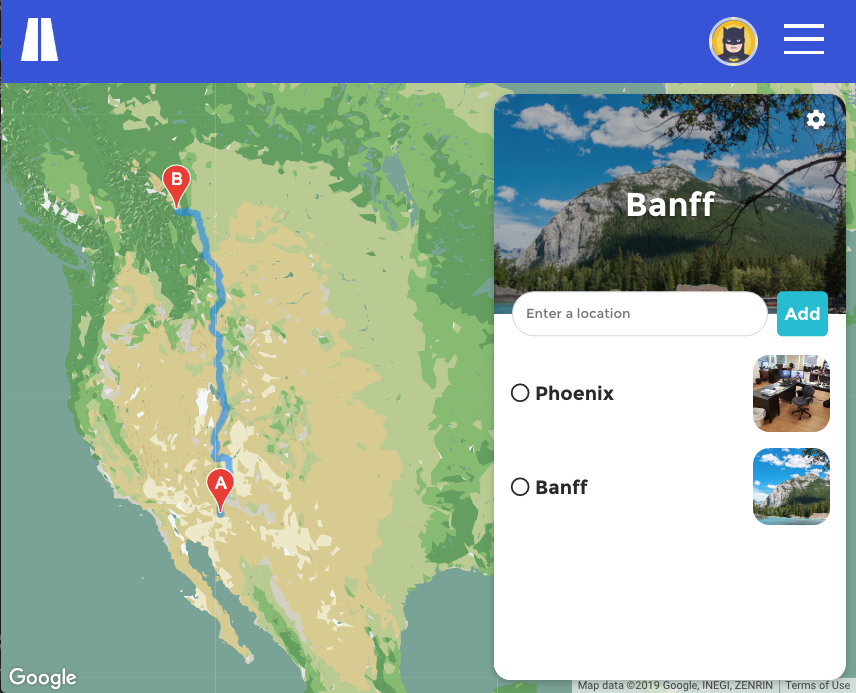 B
A
Banff
Enter a location
Add
Phoenix
Banff
Google
Map data ©2019 Google, INEGI, ZENRIN
Terms of Use